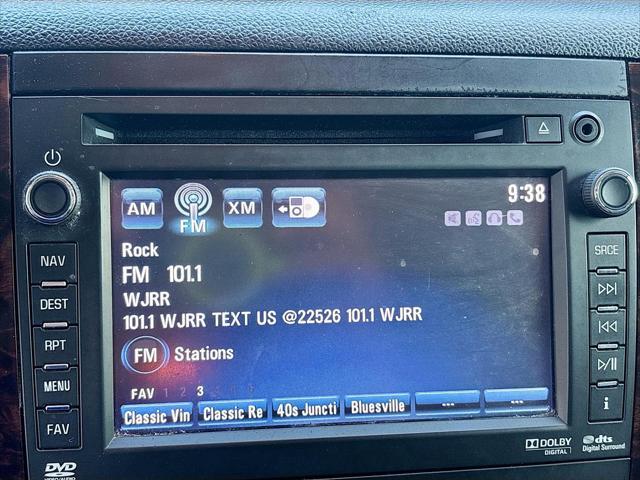 AM FM XM 9:38
Rock
FM 101.1
WJRR
101.1 WJRR TEXT US @22526 101.1 WJRR
FM Stations
FAV 1 2 3
Classic Vin Classic Re 40s Juncti Bluesville --- ---
NAV
DEST
RPT
MENU
FAV
SRCE
i
DVD
VIDEO/AUDIO
DOLBY
DIGITAL
dts
Digital Surround